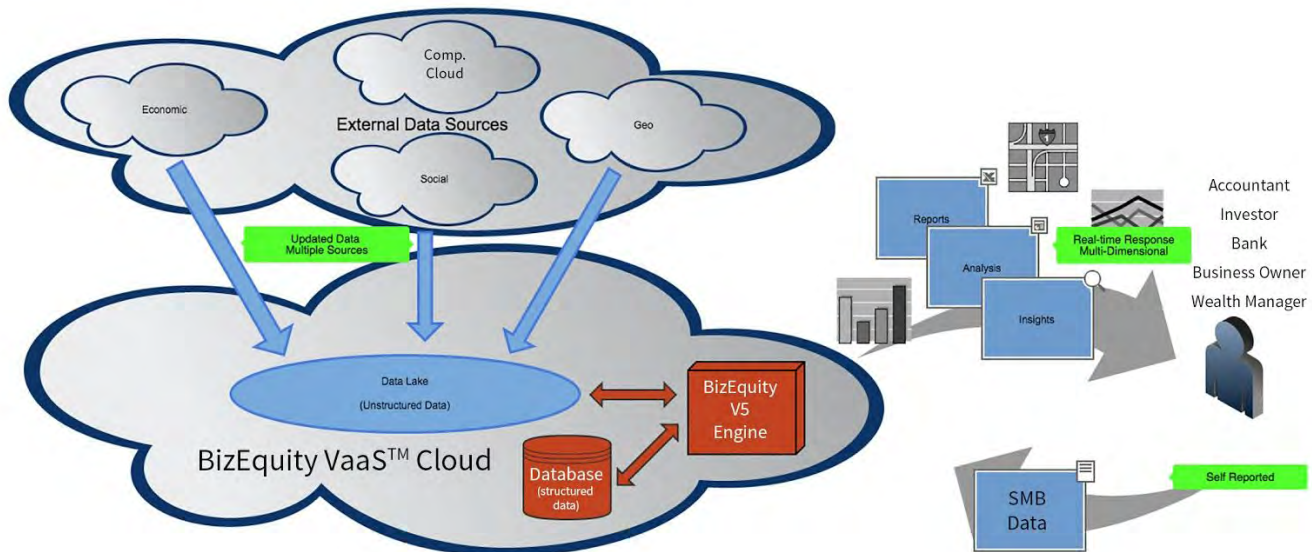 Comp.
Cloud
Economic
External Data Sources
Geo
Social
Updated Data
Multiple Sources
Data Lake
(Unstructured Data)
BizEquity
V5
Engine
BizEquity VaaS™ Cloud
Database
(structured
data)
Reports
Analysis
Insights
Real-time Response
Multi-Dimensional
Accountant
Investor
Bank
Business Owner
Wealth Manager
SMB
Data
Self Reported